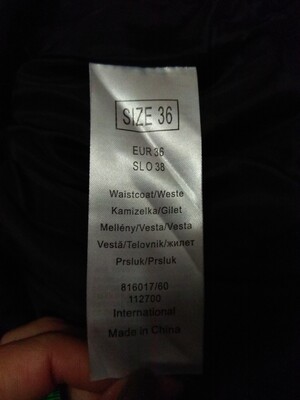 SIZE 36
EUR 36
SLO 38
Waistcoat/Weste
Kamizelka/Gilet
Mellény/Vesta/Vesta
Vestă/Telovník/жилет
Prsluk/Prsluk
816017/60
112700
International
Made in China